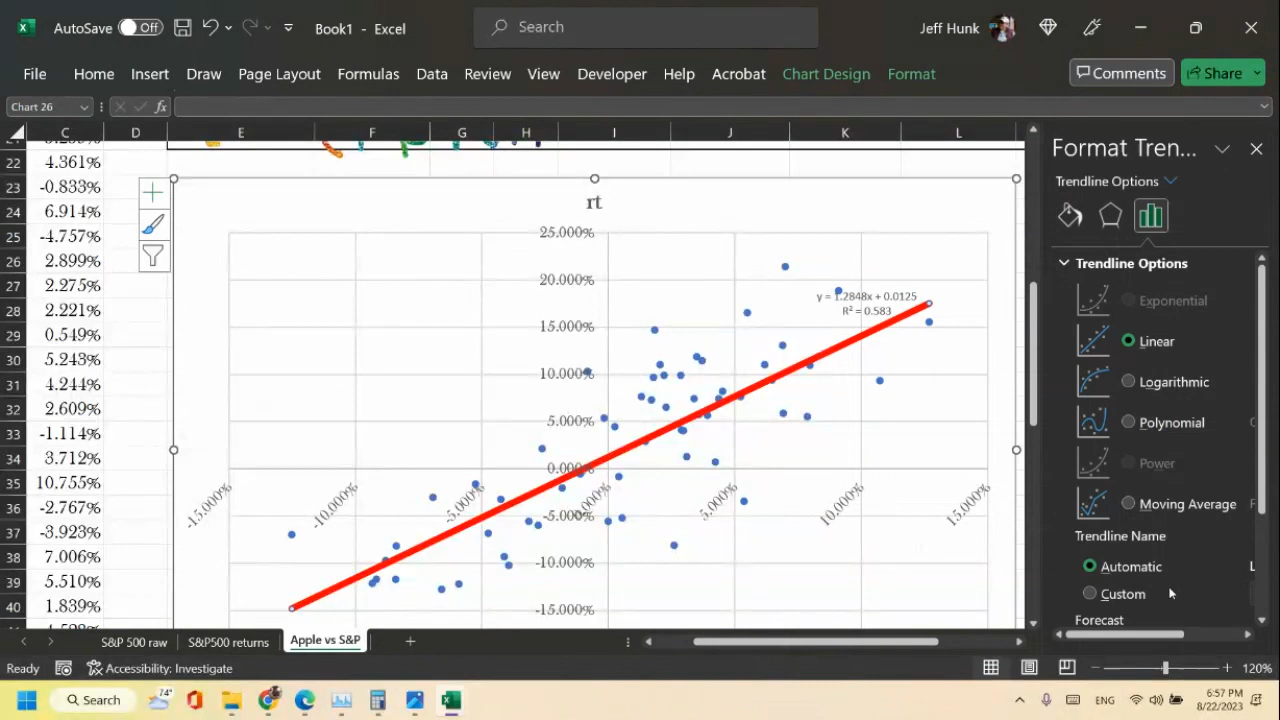 AutoSave Off Book1 - Excel Search Jeff Hunk
File Home Insert Draw Page Layout Formulas Data Review View Developer Help Acrobat Chart Design Format Comments Share
Chart 26 fx
C D E F G H I J K L
22 4.361%
23 -0.833%
24 6.914%
25 -4.757%
26 2.899%
27 2.275%
28 2.221%
29 0.549%
30 5.243%
31 4.244%
32 2.609%
33 -1.114%
34 3.712%
35 10.755%
36 -2.767%
37 -3.923%
38 7.006%
39 5.510%
40 1.839%
rt
25.000%
20.000%
15.000%
10.000%
5.000%
0.000%
-5.000%
-10.000%
-15.000%
-15.000% -10.000% -5.000% 0.000% 5.000% 10.000% 15.000%
y = 1.2848x + 0.0125
R² = 0.583
Format Tren...
Trendline Options
Trendline Options
Exponential
Linear
Logarithmic
Polynomial
Power
Moving Average
Trendline Name
Automatic
Custom
Forecast
S&P 500 raw S&P500 returns Apple vs S&P
Ready Accessibility: Investigate 120%
74° Search ENG 6:57 PM
8/22/2023